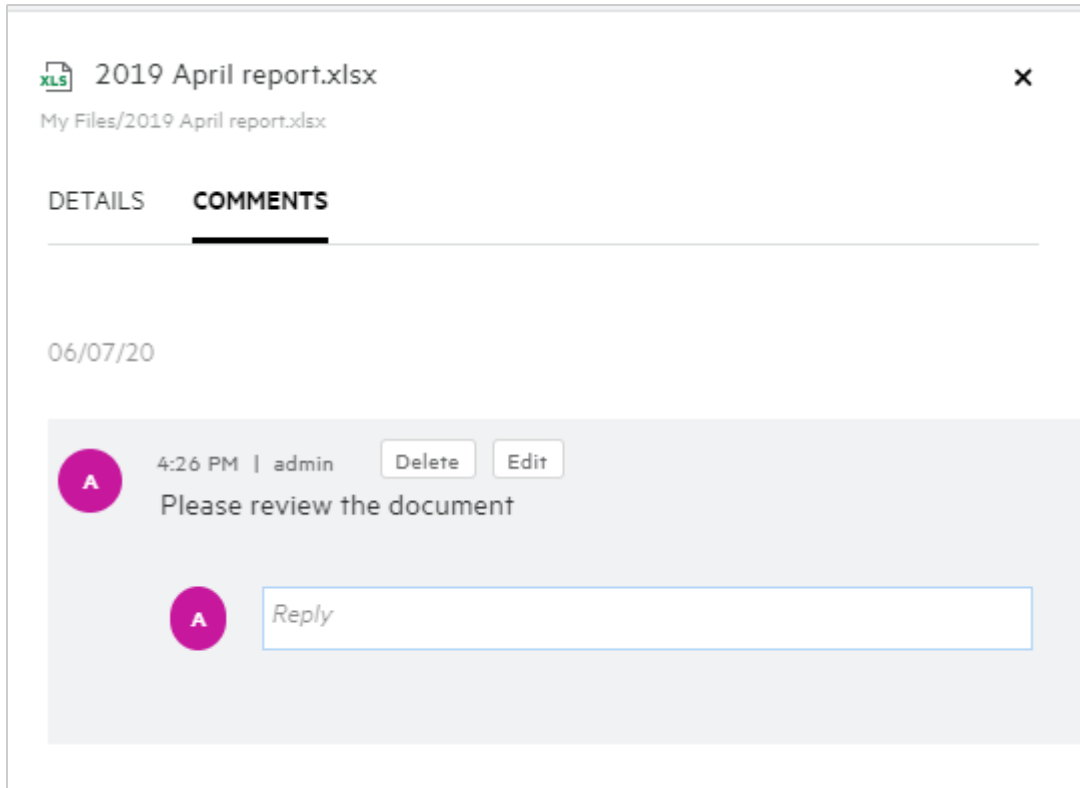 XLS 2019 April report.xlsx ×
My Files/2019 April report.xlsx
DETAILS COMMENTS
06/07/20
A 4:26 PM | admin Delete Edit
Please review the document
A Reply